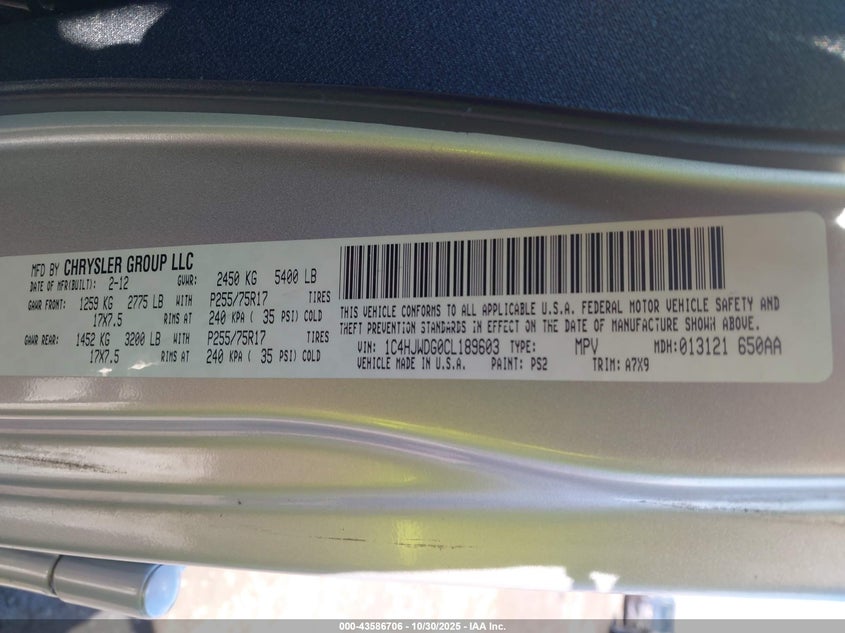 MFD BY CHRYSLER GROUP LLC
DATE OF MFR(BUILT): 2-12 GVWR: 2450 KG 5400 LB
GAWR FRONT: 1259 KG 2775 LB WITH P255/75R17 TIRES
17X7.5 RIMS AT 240 KPA ( 35 PSI) COLD
GAWR REAR: 1452 KG 3200 LB WITH P255/75R17 TIRES
17X7.5 RIMS AT 240 KPA ( 35 PSI) COLD
THIS VEHICLE CONFORMS TO ALL APPLICABLE U.S.A. FEDERAL MOTOR VEHICLE SAFETY AND
THEFT PREVENTION STANDARDS IN EFFECT ON THE DATE OF MANUFACTURE SHOWN ABOVE.
VIN: 1C4HJWDG0CL189603 TYPE: MPV MDH: 013121 650AA
VEHICLE MADE IN U.S.A. PAINT: PS2 TRIM: A7X9
000-43586706 - 10/30/2025 - IAA Inc.